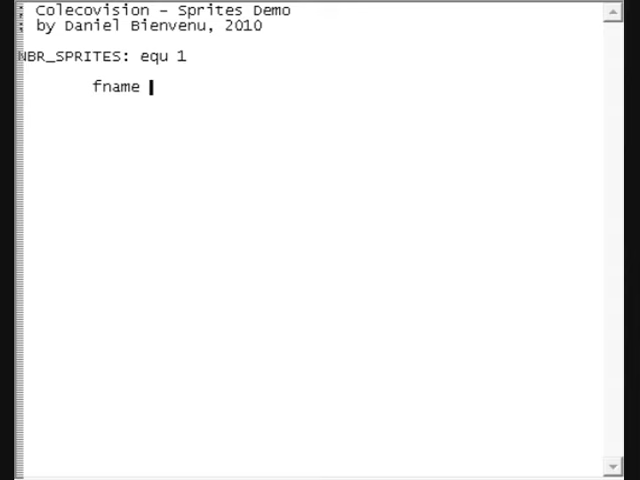 ; Colecovision - Sprites Demo
; by Daniel Bienvenu, 2010
NBR_SPRITES: equ 1
fname